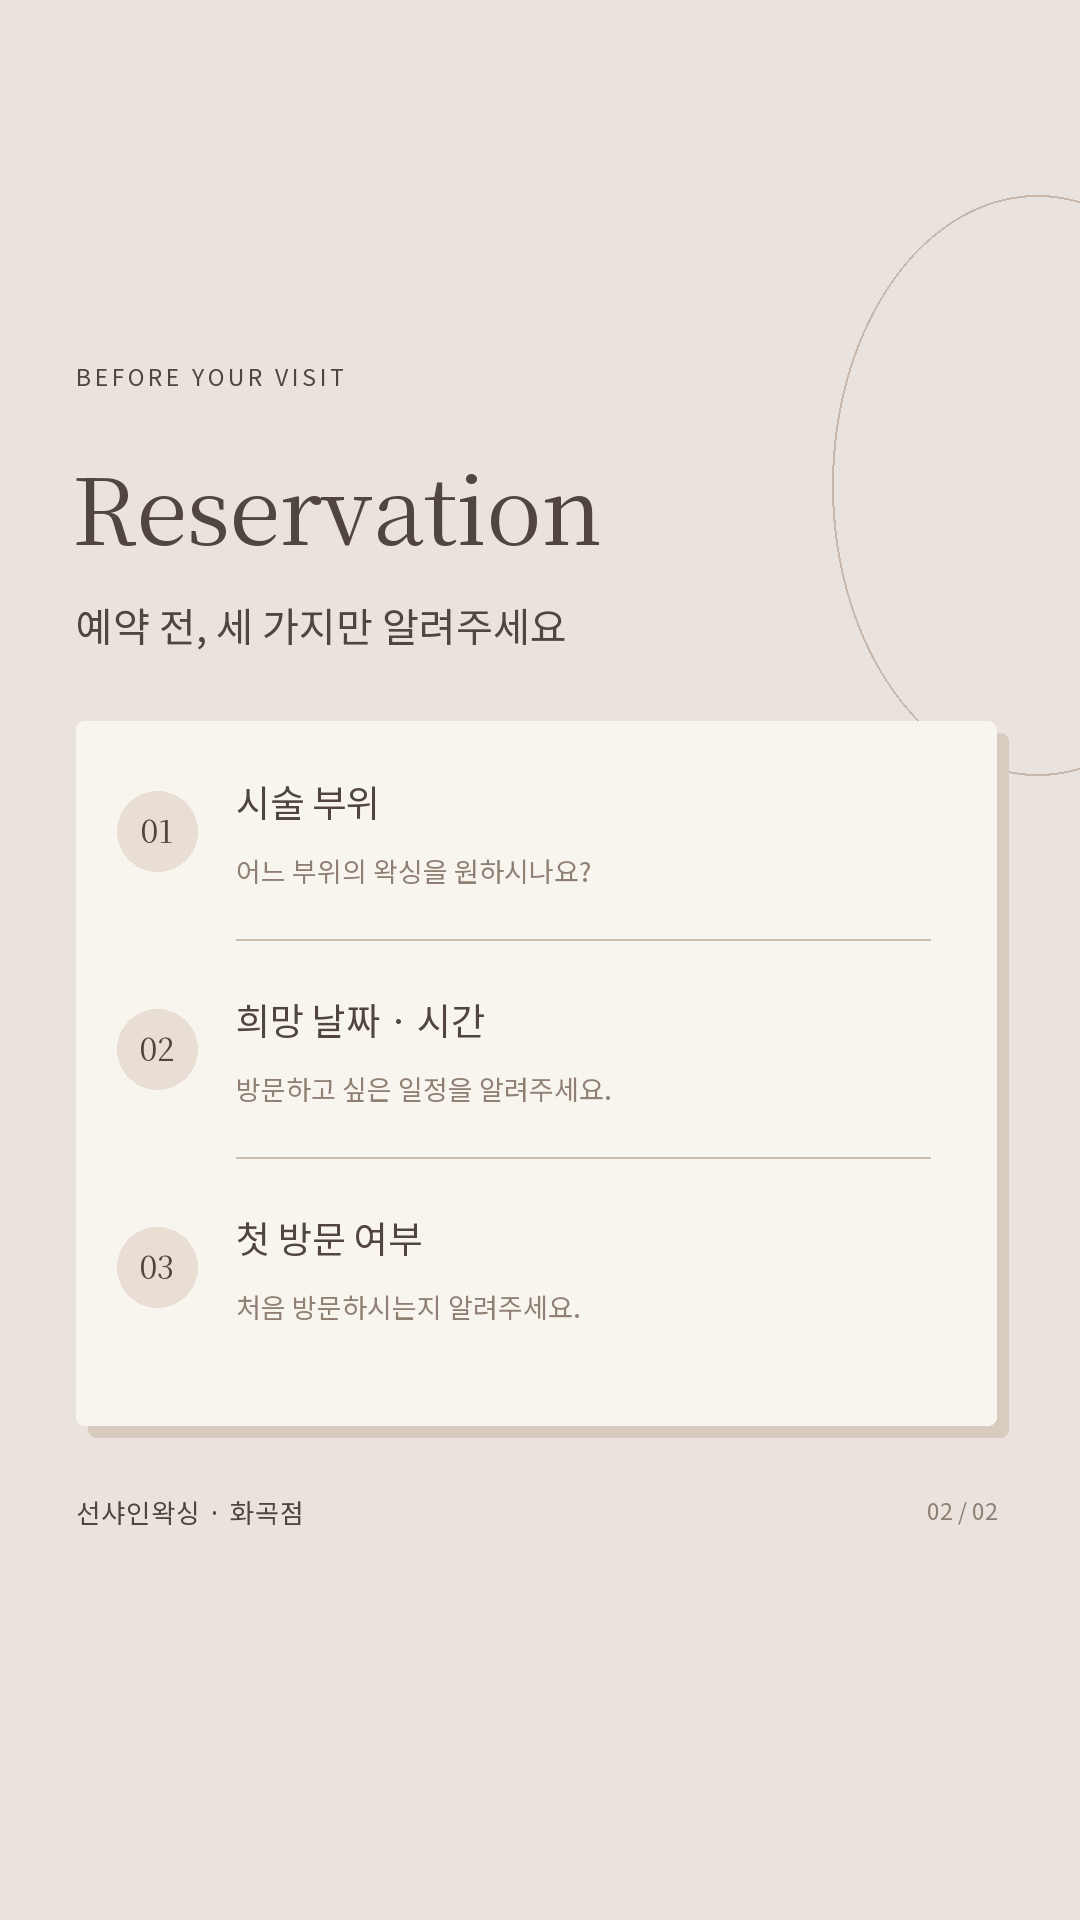 BEFORE YOUR VISIT
Reservation
예약 전, 세 가지만 알려주세요
01
시술 부위
어느 부위의 왁싱을 원하시나요?
02
희망 날짜 · 시간
방문하고 싶은 일정을 알려주세요.
03
첫 방문 여부
처음 방문하시는지 알려주세요.
선샤인왁싱 · 화곡점
02 / 02